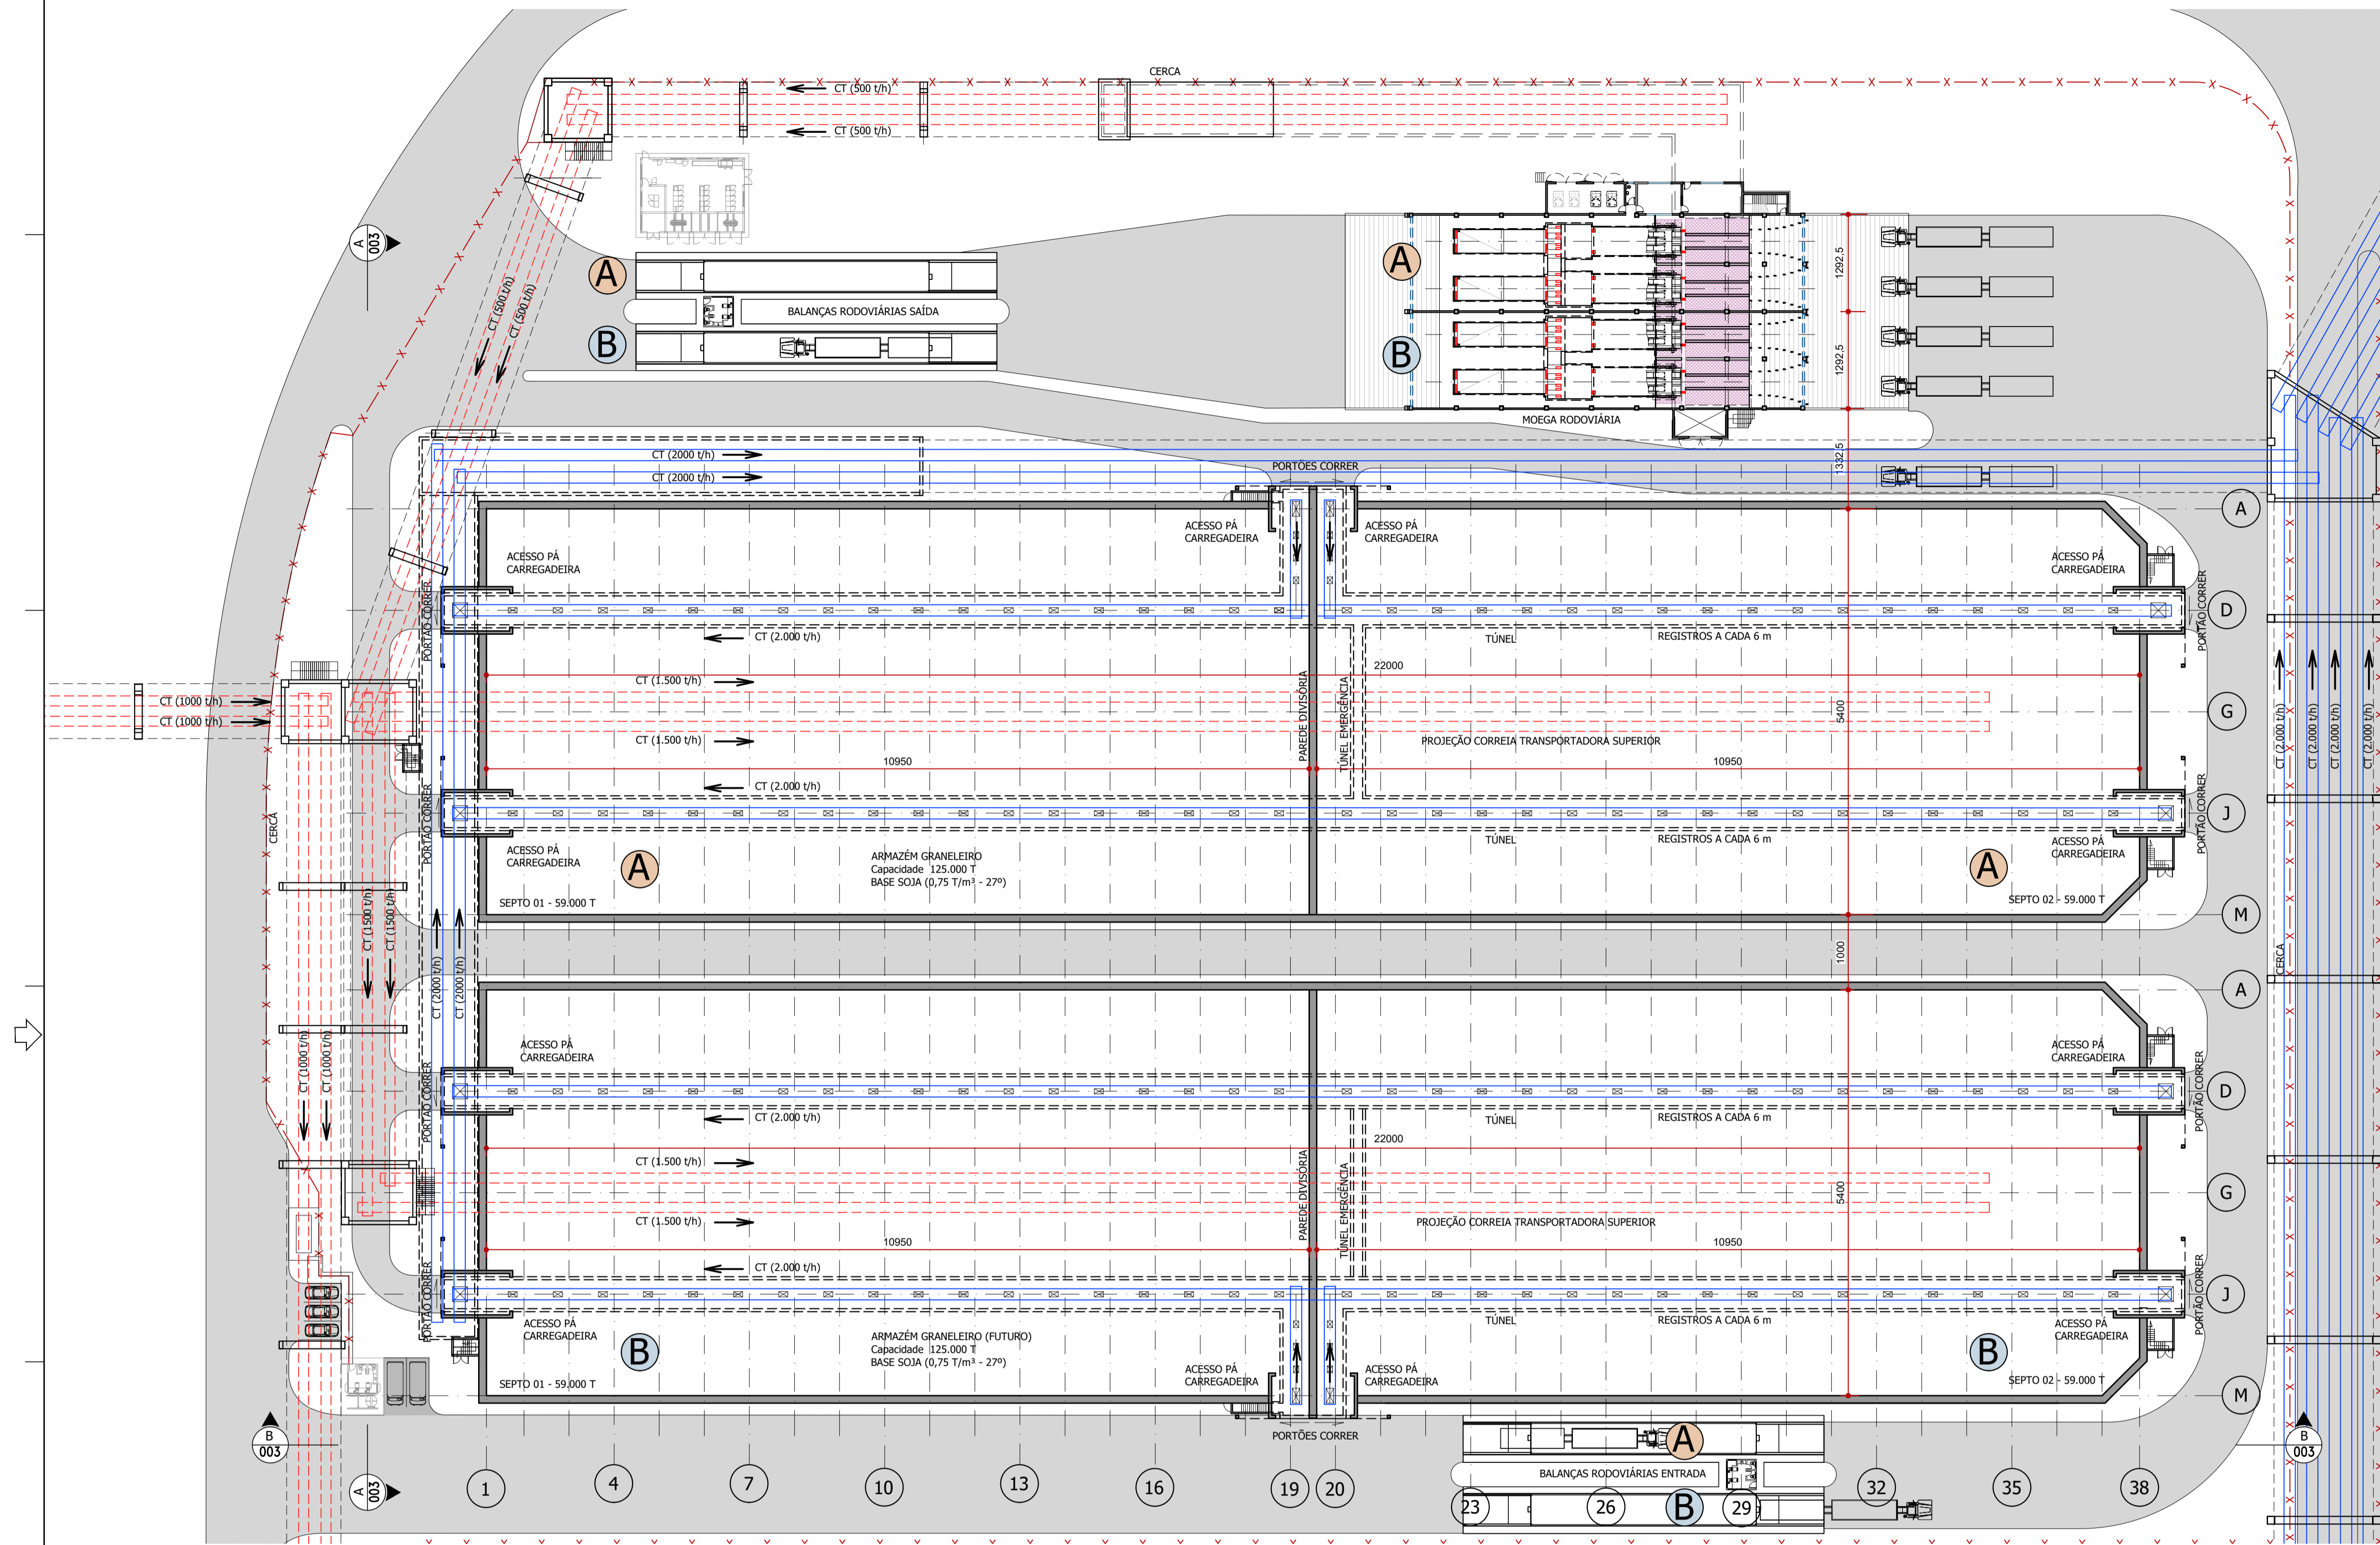 CERCA
CT (500 t/h)
CT (500 t/h)
A
003
CT (500 t/h)
CT (500 t/h)
A
B
BALANÇAS RODOVIÁRIAS SAÍDA
A
B
1292,5
1292,5
MOEGA RODOVIÁRIA
1332,5
CT (2000 t/h)
CT (2000 t/h)
PORTÕES CORRER
A
ACESSO PÁ
CARREGADEIRA
ACESSO PÁ
CARREGADEIRA
ACESSO PÁ
CARREGADEIRA
ACESSO PÁ
CARREGADEIRA
PORTÃO CORRER
PORTÃO CORRER
D
CT (2.000 t/h)
TÚNEL
REGISTROS A CADA 6 m
22000
CT (1.500 t/h)
CT (1000 t/h)
CT (1000 t/h)
PAREDE DIVISÓRIA
TÚNEL EMERGÊNCIA
5400
G
CT (1.500 t/h)
PROJEÇÃO CORREIA TRANSPORTADORA SUPERIOR
10950
10950
CT (2.000 t/h)
CT (2.000 t/h)
CT (2.000 t/h)
CT (2.000 t/h)
CT (2.000 t/h)
PORTÃO CORRER
PORTÃO CORRER
J
CERCA
TÚNEL
REGISTROS A CADA 6 m
ACESSO PÁ
CARREGADEIRA
ACESSO PÁ
CARREGADEIRA
A
ARMAZÉM GRANELEIRO
Capacidade 125.000 T
BASE SOJA (0,75 T/m³ - 27º)
A
SEPTO 01 - 59.000 T
SEPTO 02 - 59.000 T
M
CT (1500 t/h)
CT (1500 t/h)
CT (2000 t/h)
CT (2000 t/h)
1000
CERCA
A
CT (1000 t/h)
CT (1000 t/h)
ACESSO PÁ
CARREGADEIRA
ACESSO PÁ
CARREGADEIRA
PORTÃO CORRER
PORTÃO CORRER
D
CT (2.000 t/h)
TÚNEL
REGISTROS A CADA 6 m
22000
CT (1.500 t/h)
PAREDE DIVISÓRIA
TÚNEL EMERGÊNCIA
5400
G
CT (1.500 t/h)
PROJEÇÃO CORREIA TRANSPORTADORA SUPERIOR
10950
10950
CT (2.000 t/h)
PORTÃO CORRER
PORTÃO CORRER
J
TÚNEL
REGISTROS A CADA 6 m
ACESSO PÁ
CARREGADEIRA
ACESSO PÁ
CARREGADEIRA
B
ARMAZÉM GRANELEIRO (FUTURO)
Capacidade 125.000 T
BASE SOJA (0,75 T/m³ - 27º)
B
ACESSO PÁ
CARREGADEIRA
ACESSO PÁ
CARREGADEIRA
SEPTO 01 - 59.000 T
SEPTO 02 - 59.000 T
M
B
003
PORTÕES CORRER
A
B
003
BALANÇAS RODOVIÁRIAS ENTRADA
A
003
1
4
7
10
13
16
19
20
23
26
B
29
32
35
38